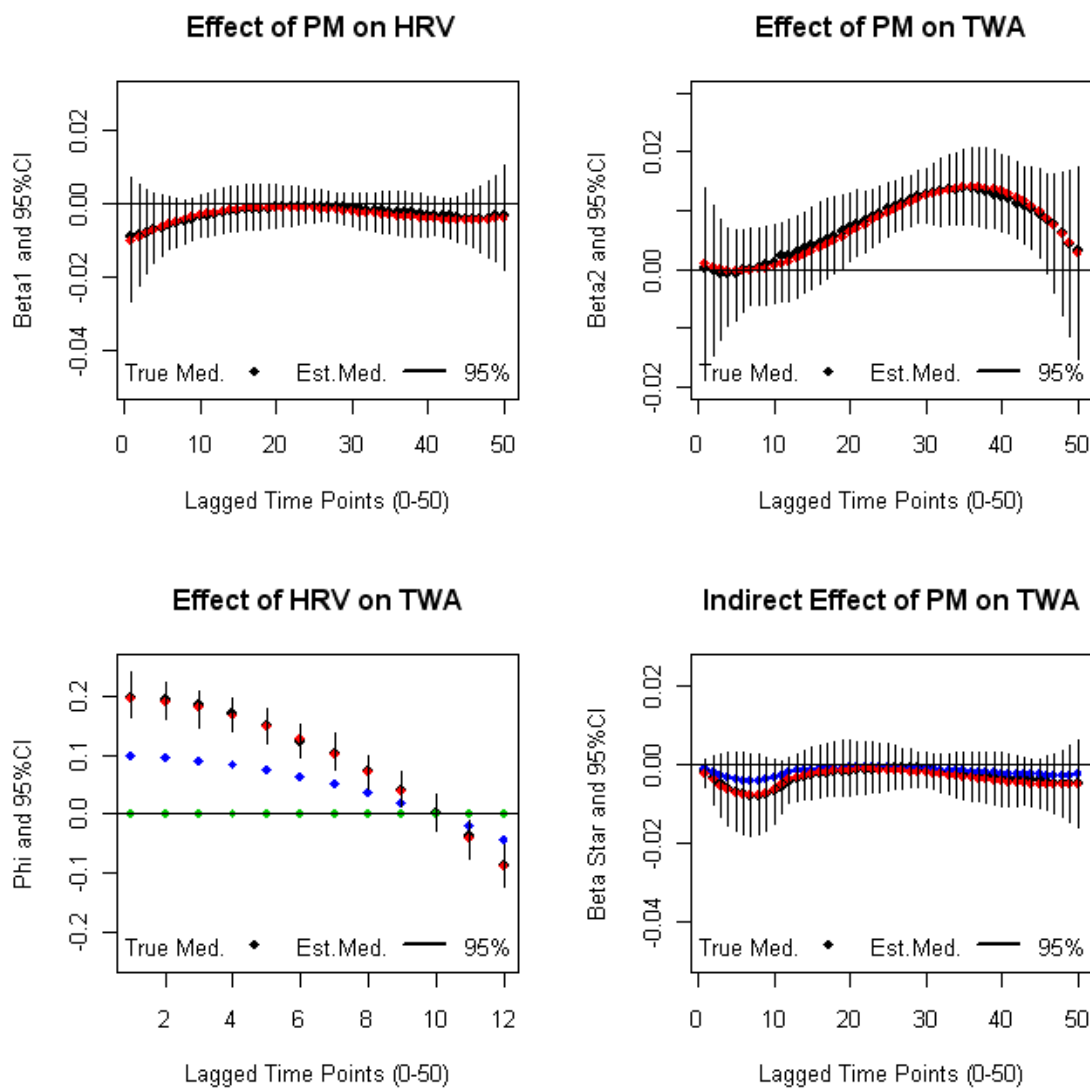 Effect of PM on HRV
Beta1 and 95%CI
0.02
0.00
-0.02
-0.04
True Med. Est.Med. 95%
0 10 20 30 40 50
Lagged Time Points (0-50)
Effect of PM on TWA
Beta2 and 95%CI
0.02
0.00
-0.02
True Med. Est.Med. 95%
0 10 20 30 40 50
Lagged Time Points (0-50)
Effect of HRV on TWA
Phi and 95%CI
0.2
0.1
0.0
-0.1
-0.2
True Med. Est.Med. 95%
2 4 6 8 10 12
Lagged Time Points (0-50)
Indirect Effect of PM on TWA
Beta Star and 95%CI
0.02
0.00
-0.02
-0.04
True Med. Est.Med. 95%
0 10 20 30 40 50
Lagged Time Points (0-50)